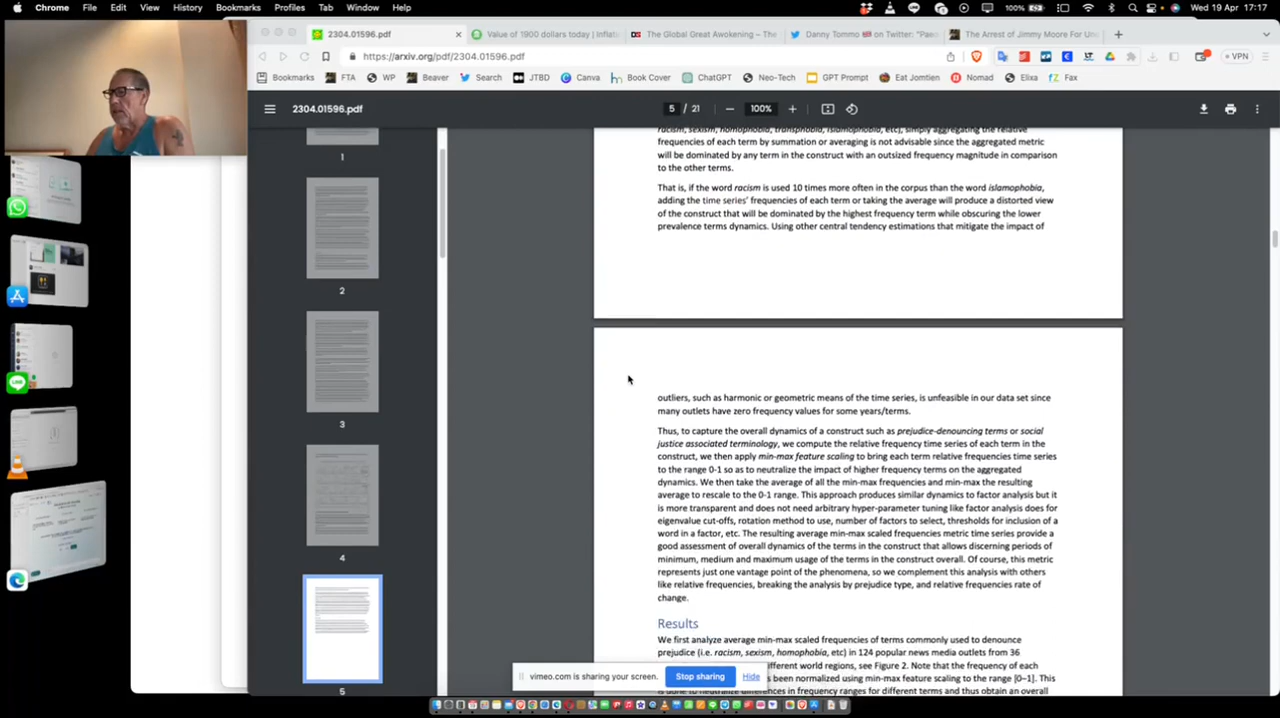 Chrome File Edit View History Bookmarks Profiles Tab Window Help
100% Wed 19 Apr 17:17
2304.01596.pdf
Value of 1900 dollars today | Inflat
The Global Great Awokening – The
Danny Tommo on Twitter: "Paed
The Arrest of Jimmy Moore For Un
https://arxiv.org/pdf/2304.01596.pdf
VPN
Bookmarks FTA WP Beaver Search JTBD Canva Book Cover ChatGPT Neo-Tech GPT Prompt Eat Jomtien Nomad Elixa Fax
2304.01596.pdf 5 / 21 100%
1
2
3
4
5
racism, sexism, homophobia, transphobia, islamophobia, etc), simply aggregating the relative
frequencies of each term by summation or averaging is not advisable since the aggregated metric
will be dominated by any term in the construct with an outsized frequency magnitude in comparison
to the other terms.
That is, if the word racism is used 10 times more often in the corpus than the word islamophobia,
adding the time series' frequencies of each term or taking the average will produce a distorted view
of the construct that will be dominated by the highest frequency term while obscuring the lower
prevalence terms dynamics. Using other central tendency estimations that mitigate the impact of
outliers, such as harmonic or geometric means of the time series, is unfeasible in our data set since
many outlets have zero frequency values for some years/terms.
Thus, to capture the overall dynamics of a construct such as prejudice-denouncing terms or social
justice associated terminology, we compute the relative frequency time series of each term in the
construct, we then apply min-max feature scaling to bring each term relative frequencies time series
to the range 0-1 so as to neutralize the impact of higher frequency terms on the aggregated
dynamics. We then take the average of all the min-max frequencies and min-max the resulting
average to rescale to the 0-1 range. This approach produces similar dynamics to factor analysis but it
is more transparent and does not need arbitrary hyper-parameter tuning like factor analysis does for
eigenvalue cut-offs, rotation method to use, number of factors to select, thresholds for inclusion of a
word in a factor, etc. The resulting average min-max scaled frequencies metric time series provide a
good assessment of overall dynamics of the terms in the construct that allows discerning periods of
minimum, medium and maximum usage of the terms in the construct overall. Of course, this metric
represents just one vantage point of the phenomena, so we complement this analysis with others
like relative frequencies, breaking the analysis by prejudice type, and relative frequencies rate of
change.
Results
We first analyze average min-max scaled frequencies of terms commonly used to denounce
prejudice (i.e. racism, sexism, homophobia, etc) in 124 popular news media outlets from 36
fferent world regions, see Figure 2. Note that the frequency of each
s been normalized using min-max feature scaling to the range [0–1]. This
is done to neutralize differences in frequency ranges for different terms and thus obtain an overall
vimeo.com is sharing your screen. Stop sharing Hide